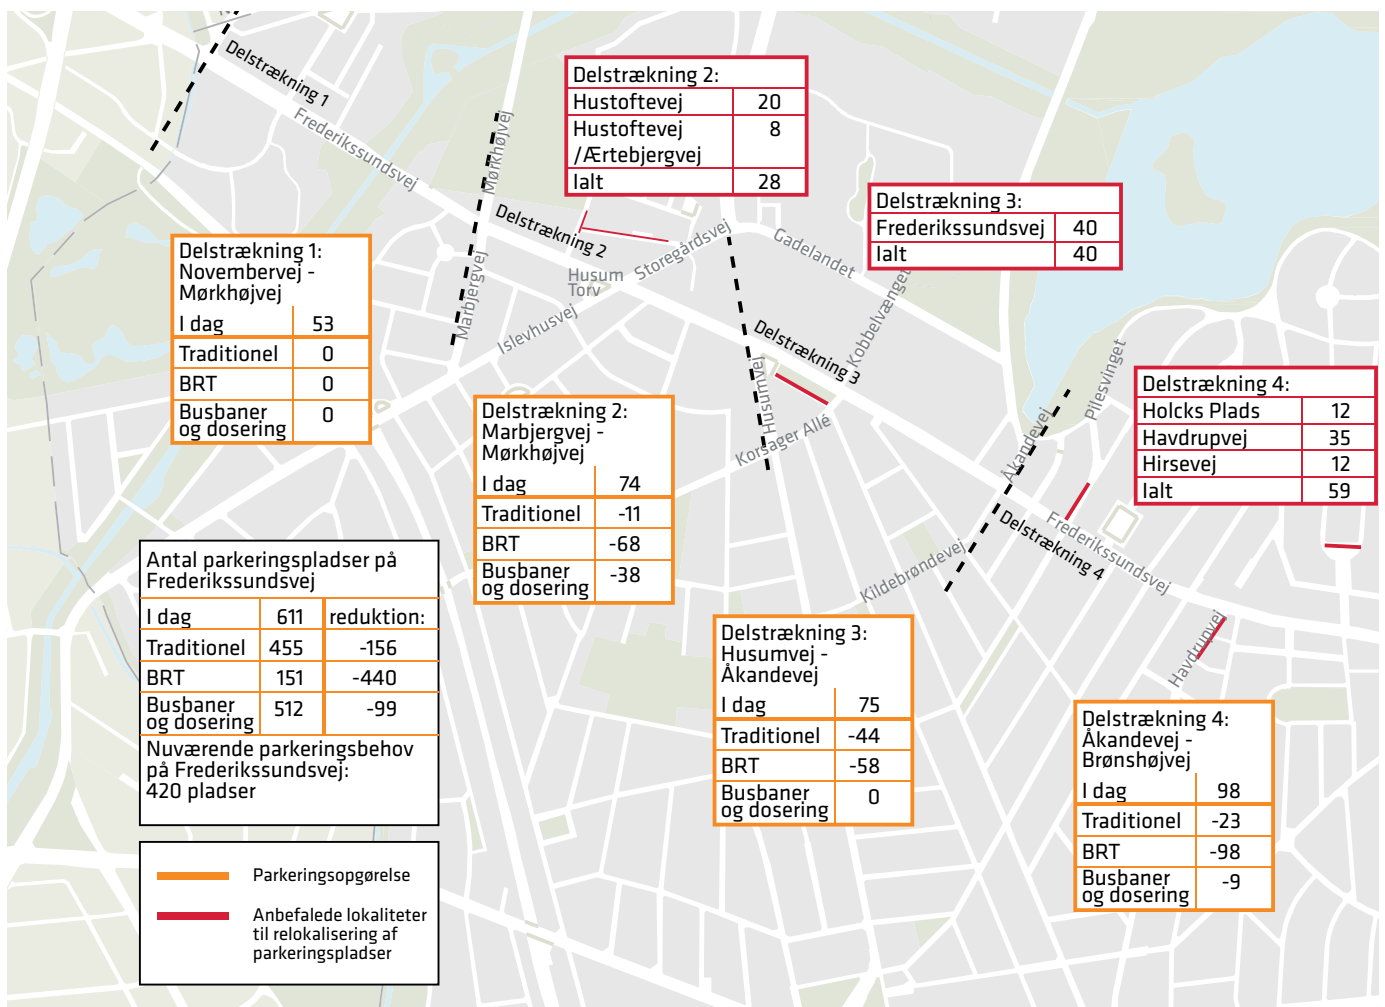 Delstrækning 1
Frederikssundsvej
Mørkhøjvej
Marbjergvej
Delstrækning 2
Husum
Torv
Storegårdsvej
Islevhusvej
Gadelandet
Kobbelvænget
Delstrækning 3
Husumvej
Korsager Allé
Åkandevej
Pilesvinget
Kildebrøndevej
Delstrækning 4
Frederikssundsvej
Havdrupvej
Delstrækning 2:
Hustoftevej 20
Hustoftevej 8
/Ærtebjergvej
Ialt 28
Delstrækning 3:
Frederikssundsvej 40
Ialt 40
Delstrækning 4:
Holcks Plads 12
Havdrupvej 35
Hirsevej 12
Ialt 59
Delstrækning 1:
Novembervej -
Mørkhøjvej
I dag 53
Traditionel 0
BRT 0
Busbaner 0
og dosering
Delstrækning 2:
Marbjergvej -
Mørkhøjvej
I dag 74
Traditionel -11
BRT -68
Busbaner -38
og dosering
Delstrækning 3:
Husumvej -
Åkandevej
I dag 75
Traditionel -44
BRT -58
Busbaner 0
og dosering
Delstrækning 4:
Åkandevej -
Brønshøjvej
I dag 98
Traditionel -23
BRT -98
Busbaner -9
og dosering
Antal parkeringspladser på
Frederikssundsvej
I dag 611 reduktion:
Traditionel 455 -156
BRT 151 -440
Busbaner 512 -99
og dosering
Nuværende parkeringsbehov
på Frederikssundsvej:
420 pladser
Parkeringsopgørelse
Anbefalede lokaliteter
til relokalisering af
parkeringspladser